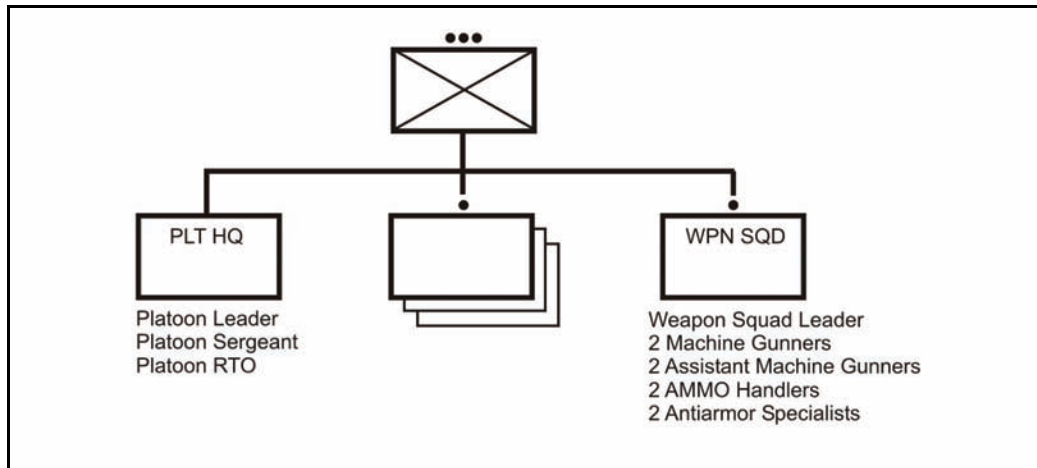 PLT HQ
WPN SQD
Platoon Leader
Platoon Sergeant
Platoon RTO
Weapon Squad Leader
2 Machine Gunners
2 Assistant Machine Gunners
2 AMMO Handlers
2 Antiarmor Specialists